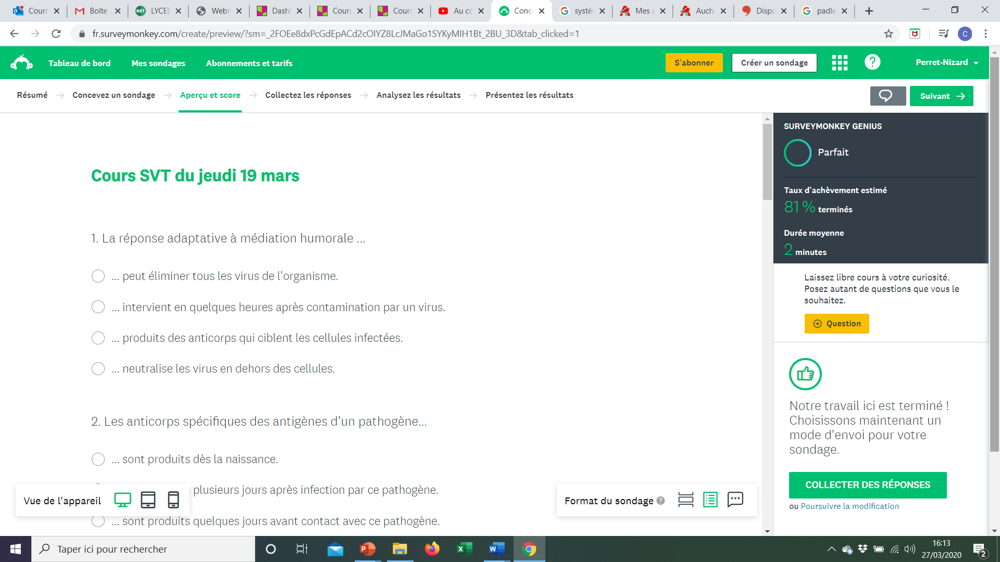 Courr
Boîte
NOT
LYCEE
Webr
Dash
Cours
Cours
Au co
Conc
systè
Mes a
Auch
Dispo
padle
fr.surveymonkey.com/create/preview/?sm=_2FOEe8dxPcGdEpACd2cOIYZ8LcJMaGo1SYKyMIH1Bt_2BU_3D&tab_clicked=1
C
Tableau de bord
Mes sondages
Abonnements et tarifs
S'abonner
Créer un sondage
?
Perret-Nizard
Résumé
Concevez un sondage
Aperçu et score
Collectez les réponses
Analysez les résultats
Présentez les résultats
Suivant
Cours SVT du jeudi 19 mars
1. La réponse adaptative à médiation humorale ...
... peut éliminer tous les virus de l'organisme.
... intervient en quelques heures après contamination par un virus.
... produits des anticorps qui ciblent les cellules infectées.
... neutralise les virus en dehors des cellules.
2. Les anticorps spécifiques des antigènes d'un pathogène...
... sont produits dès la naissance.
plusieurs jours après infection par ce pathogène.
... sont produits quelques jours avant contact avec ce pathogène.
Vue de l'appareil
Format du sondage ?
SURVEYMONKEY GENIUS
Parfait
Taux d'achèvement estimé
81 % terminés
Durée moyenne
2 minutes
Laissez libre cours à votre curiosité.
Posez autant de questions que vous le
souhaitez.
Question
Notre travail ici est terminé !
Choisissons maintenant un
mode d'envoi pour votre
sondage.
COLLECTER DES RÉPONSES
ou Poursuivre la modification
Taper ici pour rechercher
16:13
27/03/2020
2